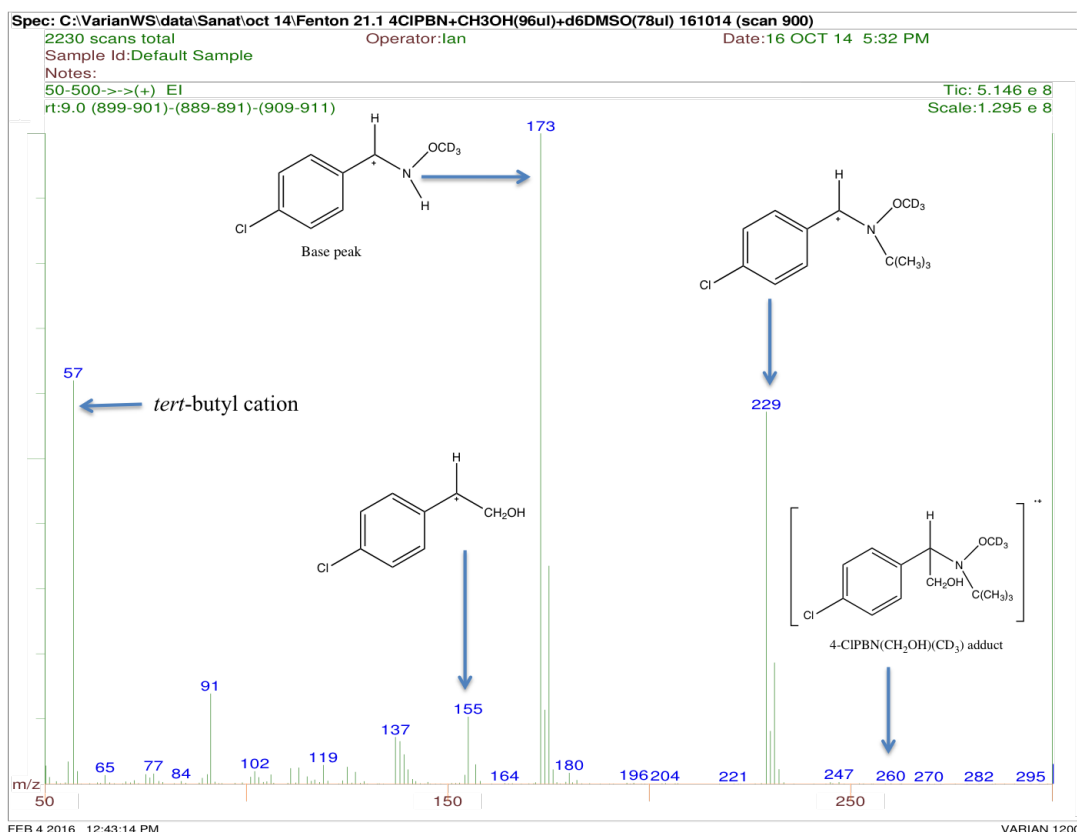 Spec: C:\VarianWS\data\Sanat\oct 14\Fenton 21.1 4ClPBN+CH3OH(96ul)+d6DMSO(78ul) 161014 (scan 900)
2230 scans total Operator:Ian Date:16 OCT 14 5:32 PM
Sample Id:Default Sample
Notes:
50-500->->(+) EI Tic: 5.146 e 8
rt:9.0 (899-901)-(889-891)-(909-911) Scale:1.295 e 8
H
OCD3
+
N
H
Cl
Base peak
173
H
OCD3
+
N
C(CH3)3
Cl
57
tert-butyl cation
229
H
+
CH2OH
Cl
H
OCD3
N
CH2OH
C(CH3)3
Cl
·+
4-ClPBN(CH2OH)(CD3) adduct
91
155
137
65 77 84 102 119 164 180 196 204 221 247 260 270 282 295
m/z
50 150 250
FEB 4 2016 12:43:14 PM VARIAN 1200